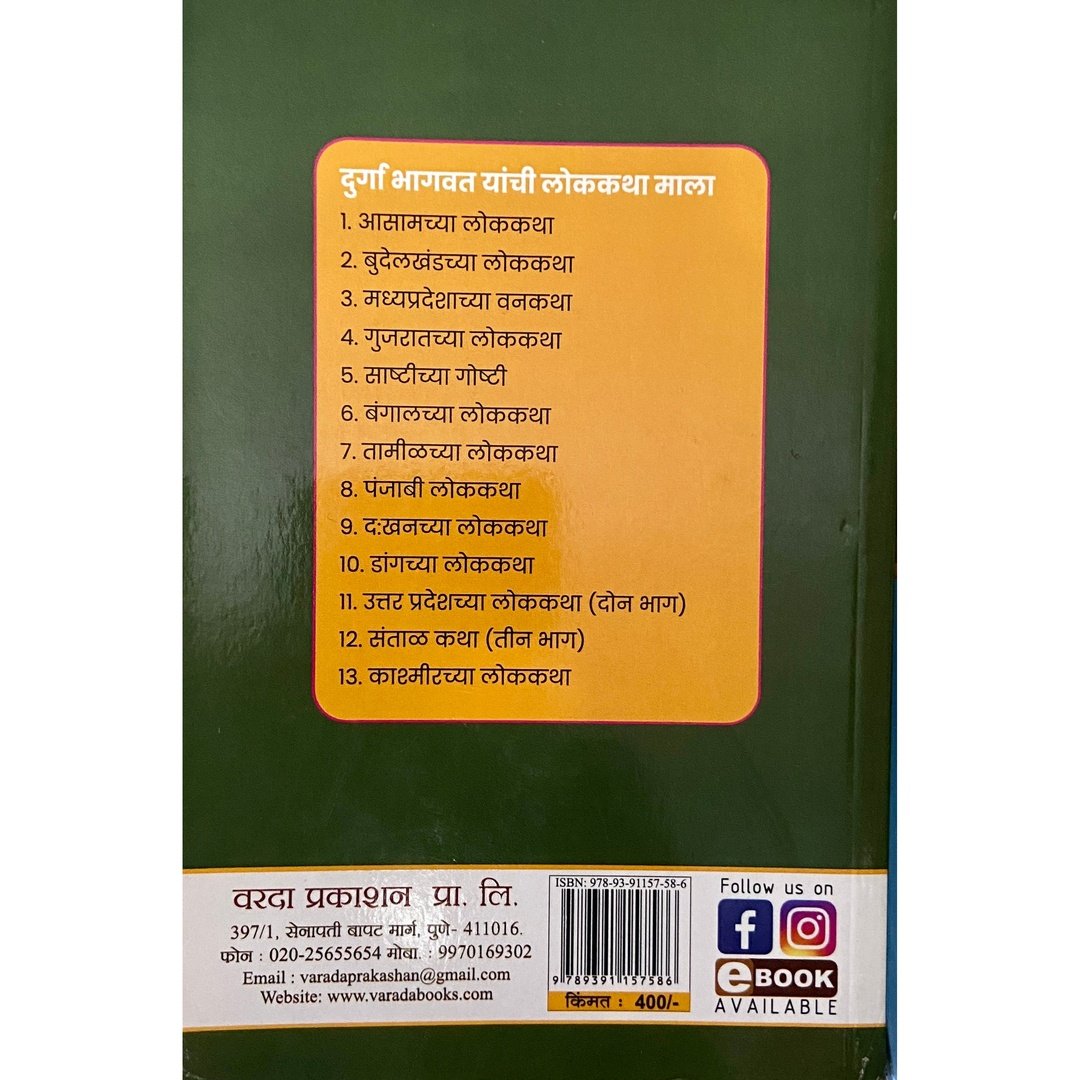 दुर्गा भागवत यांची लोककथा माला
1. आसामच्या लोककथा
2. बुदेलखंडच्या लोककथा
3. मध्यप्रदेशाच्या वनकथा
4. गुजरातच्या लोककथा
5. साष्टीच्या गोष्टी
6. बंगालच्या लोककथा
7. तामीळच्या लोककथा
8. पंजाबी लोककथा
9. द:खनच्या लोककथा
10. डांगच्या लोककथा
11. उत्तर प्रदेशच्या लोककथा (दोन भाग)
12. संताळ कथा (तीन भाग)
13. काश्मीरच्या लोककथा
वरदा प्रकाशन प्रा. लि.
397/1, सेनापती बापट मार्ग, पुणे- 411016.
फोन : 020-25655654 मोबा. : 9970169302
Email : varadaprakashan@gmail.com
Website: www.varadabooks.com
ISBN: 978-93-91157-58-6
9 789391 157586
किंमत : 400/-
Follow us on
eBOOK
AVAILABLE